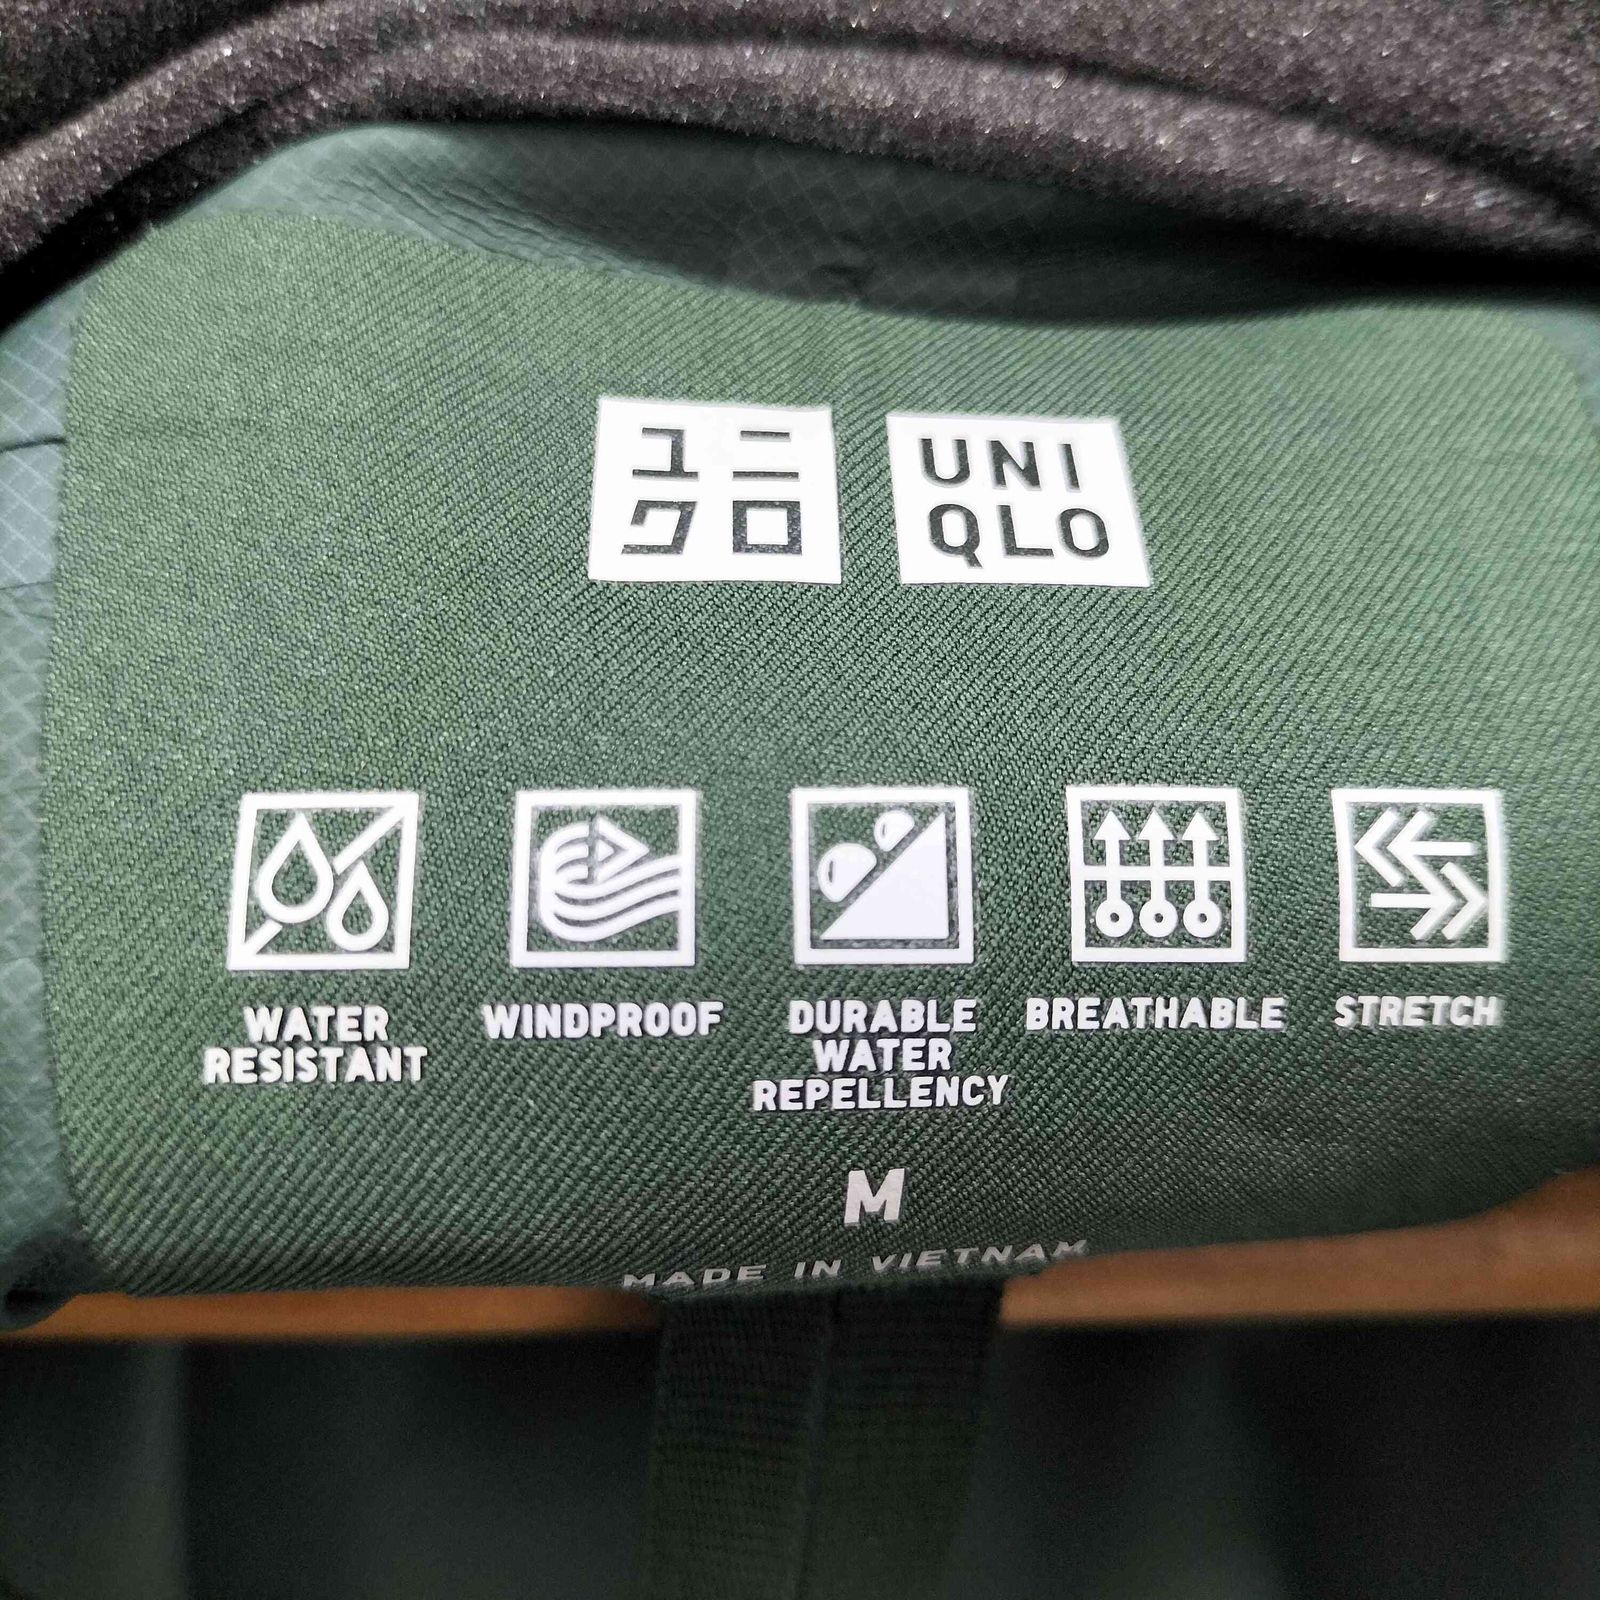 ユニ
クロ
UNI
QLO
WATER
RESISTANT
WINDPROOF
DURABLE
WATER
REPELLENCY
BREATHABLE
STRETCH
M
MADE IN VIETNAM